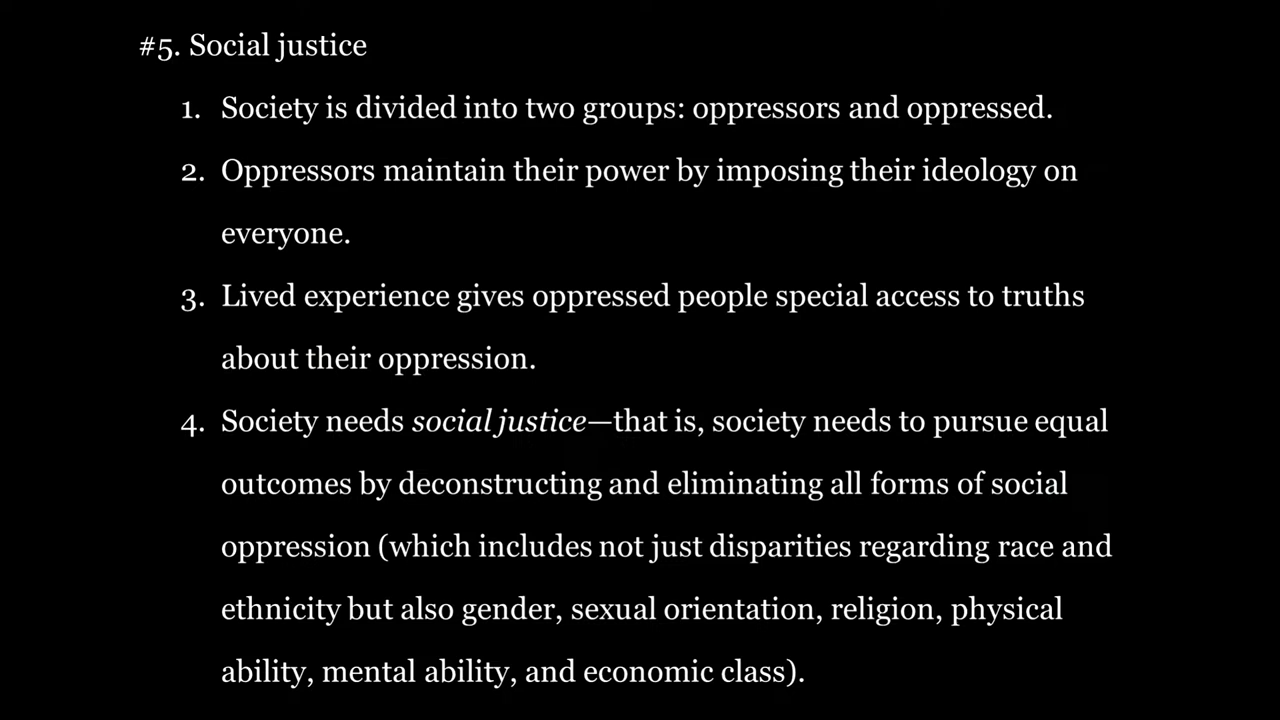 #5. Social justice
1. Society is divided into two groups: oppressors and oppressed.
2. Oppressors maintain their power by imposing their ideology on
everyone.
3. Lived experience gives oppressed people special access to truths
about their oppression.
4. Society needs social justice—that is, society needs to pursue equal
outcomes by deconstructing and eliminating all forms of social
oppression (which includes not just disparities regarding race and
ethnicity but also gender, sexual orientation, religion, physical
ability, mental ability, and economic class).